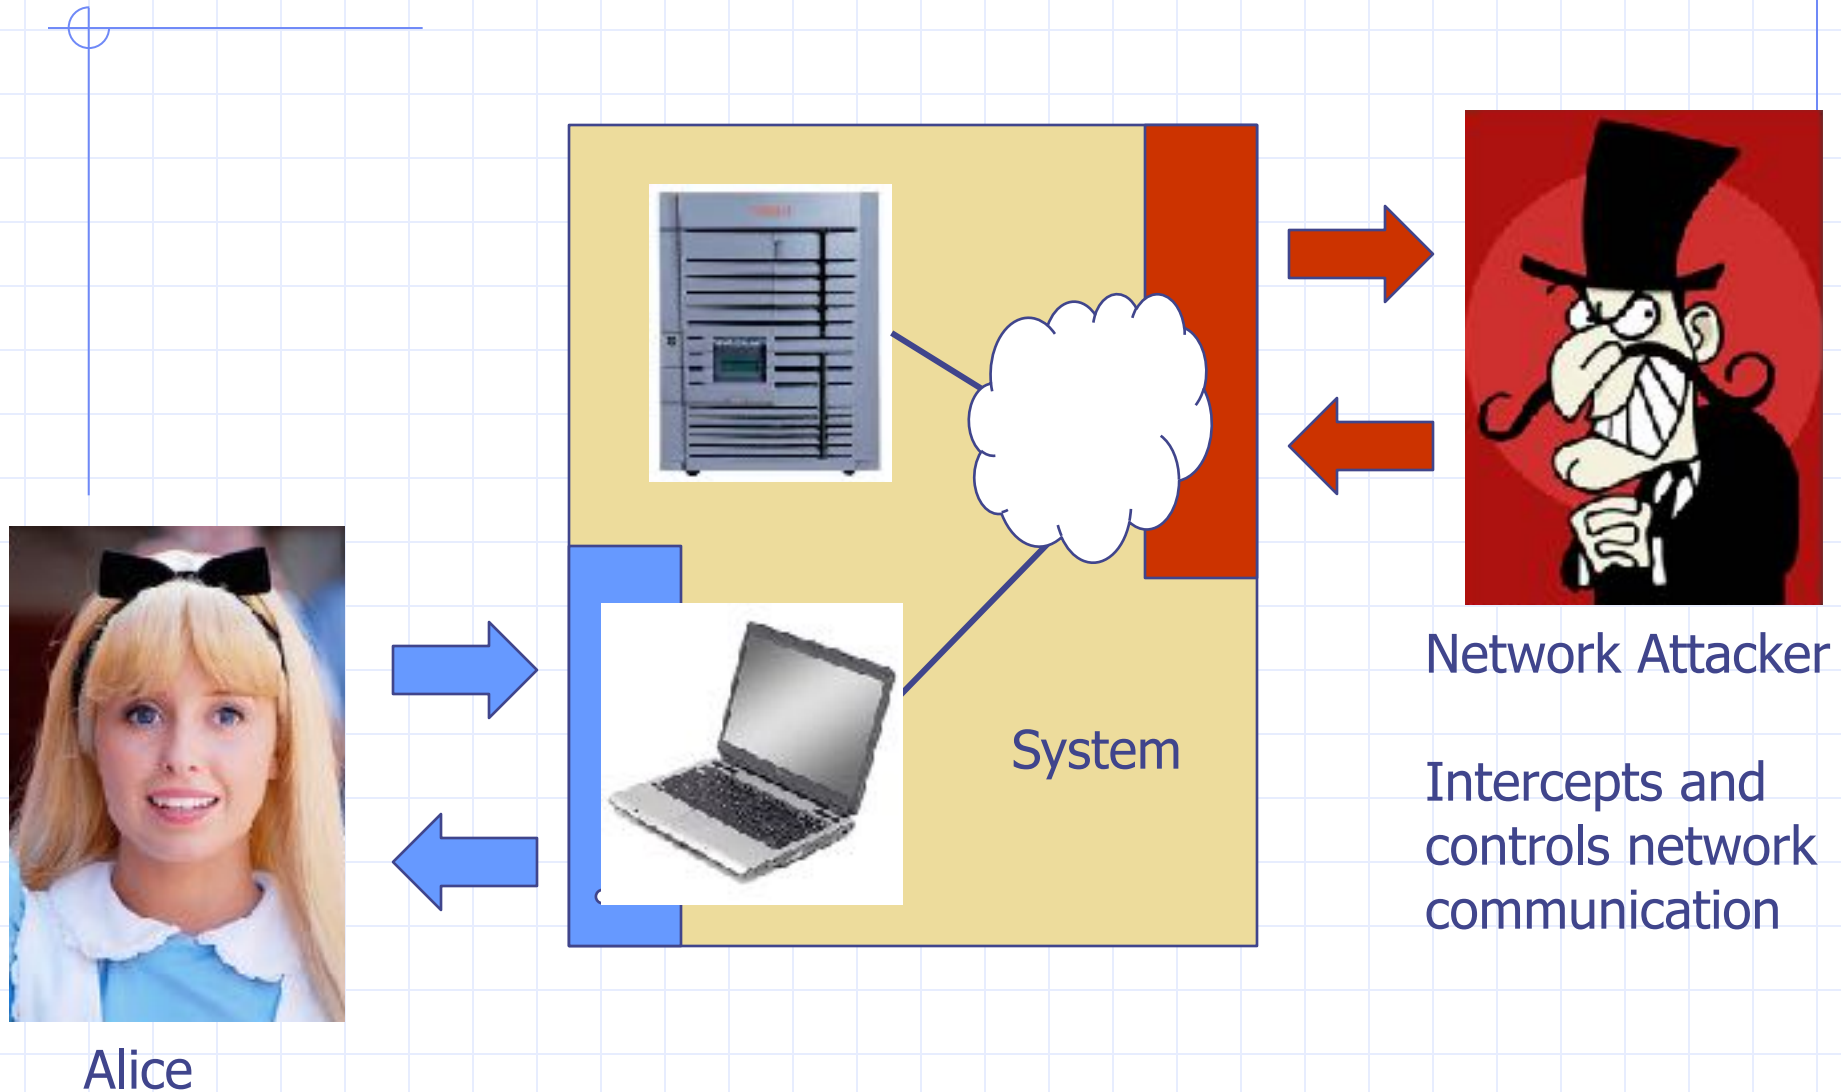 Network Attacker
System
Intercepts and
controls network
communication
Alice